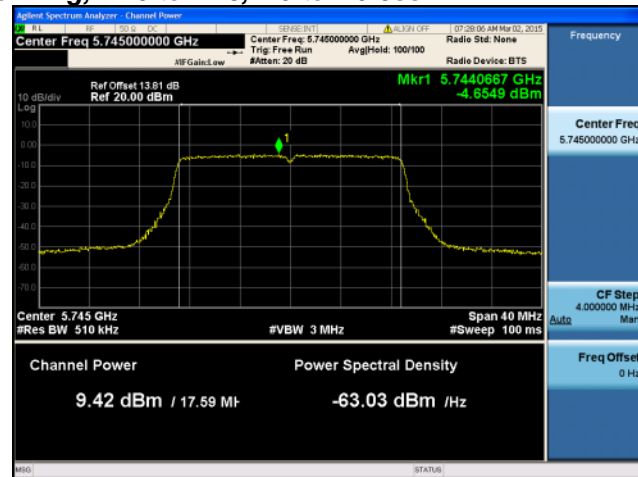 Agilent Spectrum Analyzer - Channel Power
RL RF 50 Ω DC SENSE:INT ALIGN OFF 07:28:06 AM Mar 02, 2015
Center Freq 5.745000000 GHz
Center Freq: 5.745000000 GHz
Radio Std: None
Trig: Free Run Avg|Hold: 100/100
#IFGain:Low #Atten: 20 dB Radio Device: BTS
Ref Offset 13.81 dB
10 dB/div Ref 20.00 dBm
Mkr1 5.7440667 GHz
-4.6549 dBm
Log
10.0
0.00
-10.0
-20.0
-30.0
-40.0
-50.0
-60.0
-70.0
1
Center 5.745 GHz Span 40 MHz
#Res BW 510 kHz #VBW 3 MHz #Sweep 100 ms
Channel Power Power Spectral Density
9.42 dBm / 17.59 MH -63.03 dBm /Hz
MSG STATUS
Frequency
Center Freq
5.745000000 GHz
CF Step
4.000000 MHz
Auto Man
Freq Offset
0 Hz